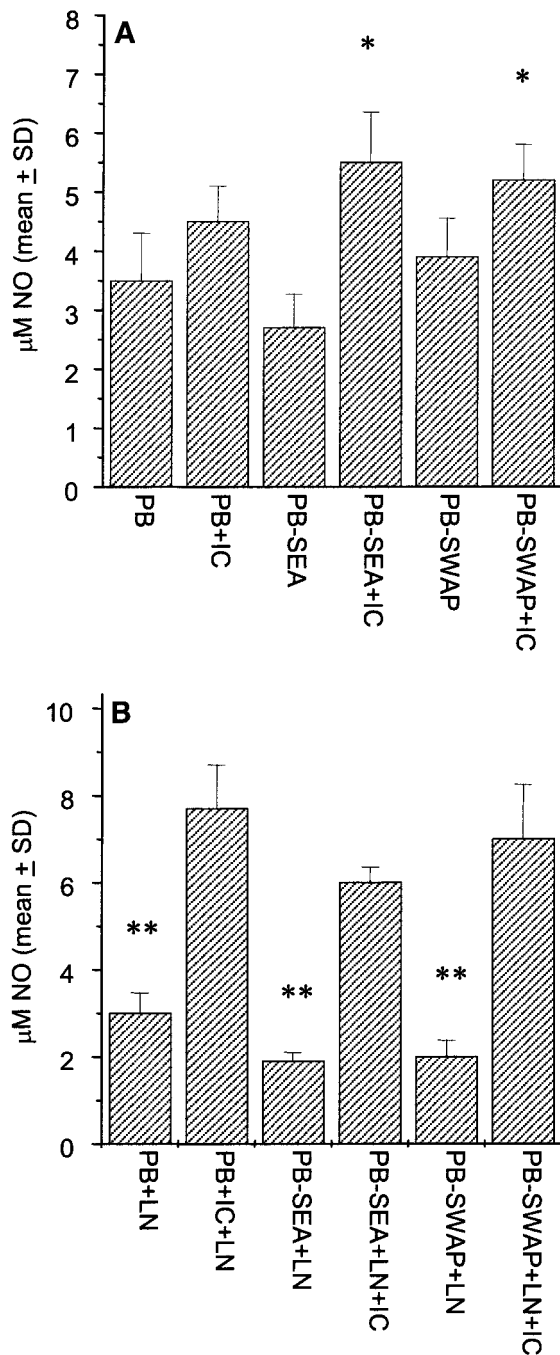 A
8
7
6
5
4
3
2
1
0
µM NO (mean ± SD)
*
*
PB
PB+IC
PB-SEA
PB-SEA+IC
PB-SWAP
PB-SWAP+IC
B
10
8
6
4
2
0
µM NO (mean ± SD)
**
**
**
PB+LN
PB+IC+LN
PB-SEA+LN
PB-SEA+LN+IC
PB-SWAP+LN
PB-SWAP+LN+IC